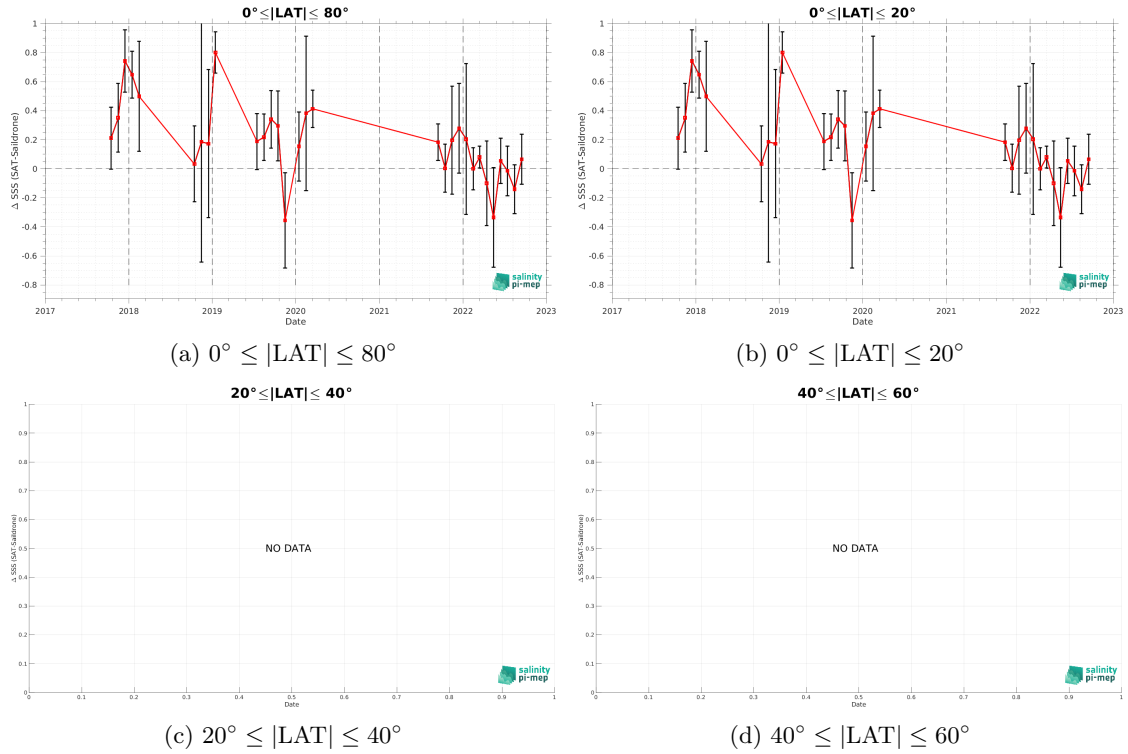 0°≤|LAT|≤ 80°
Δ SSS (SAT-Saildrone)
1
0.8
0.6
0.4
0.2
0
-0.2
-0.4
-0.6
-0.8
2017 2018 2019 2020 2021 2022 2023
Date
salinity
pi-mep
(a) 0° ≤ |LAT| ≤ 80°
0°≤|LAT|≤ 20°
Δ SSS (SAT-Saildrone)
1
0.8
0.6
0.4
0.2
0
-0.2
-0.4
-0.6
-0.8
2017 2018 2019 2020 2021 2022 2023
Date
salinity
pi-mep
(b) 0° ≤ |LAT| ≤ 20°
20°≤|LAT|≤ 40°
Δ SSS (SAT-Saildrone)
1
0.9
0.8
0.7
0.6
0.5
0.4
0.3
0.2
0.1
0
NO DATA
0 0.1 0.2 0.3 0.4 0.5 0.6 0.7 0.8 0.9 1
Date
salinity
pi-mep
(c) 20° ≤ |LAT| ≤ 40°
40°≤|LAT|≤ 60°
Δ SSS (SAT-Saildrone)
1
0.9
0.8
0.7
0.6
0.5
0.4
0.3
0.2
0.1
0
NO DATA
0 0.1 0.2 0.3 0.4 0.5 0.6 0.7 0.8 0.9 1
Date
salinity
pi-mep
(d) 40° ≤ |LAT| ≤ 60°